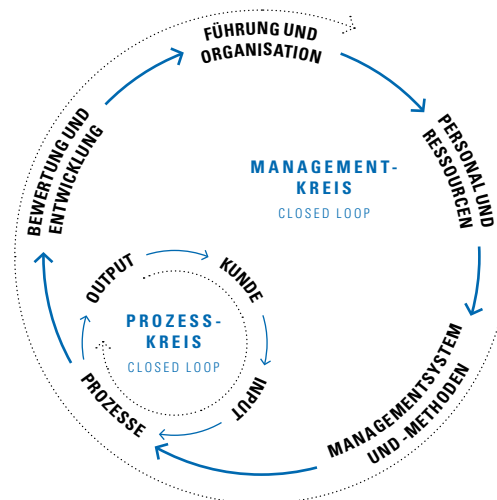 FÜHRUNG UND
ORGANISATION
PERSONAL UND
RESSOURCEN
MANAGEMENTSYSTEM
UND -METHODEN
PROZESSE
BEWERTUNG UND
ENTWICKLUNG
MANAGEMENT-
KREIS
CLOSED LOOP
OUTPUT
KUNDE
INPUT
PROZESS-
KREIS
CLOSED LOOP